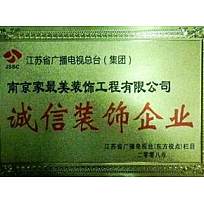 JSBC
江苏省广播电视总台（集团）
南京家最美装饰工程有限公司
诚信装饰企业
江苏省广播电视总台《东方视点》栏目
二零零八年